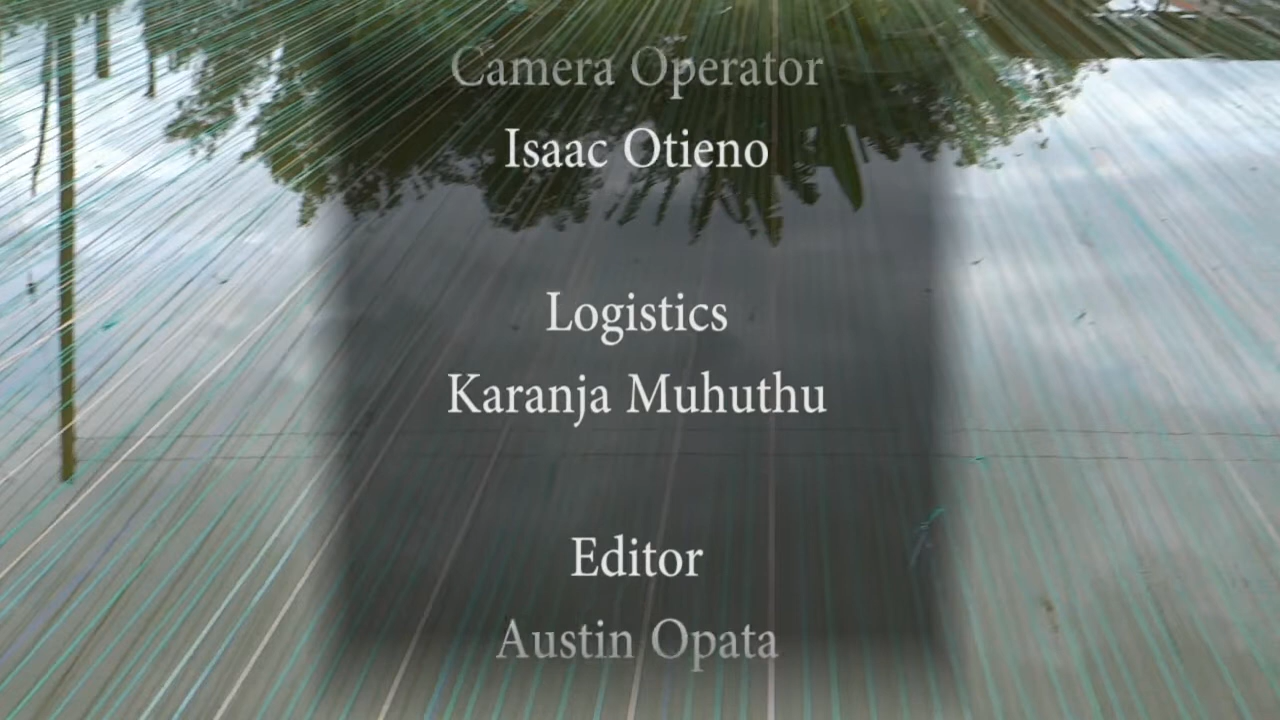 Camera Operator
Isaac Otieno
Logistics
Karanja Muhuthu
Editor
Austin Opata